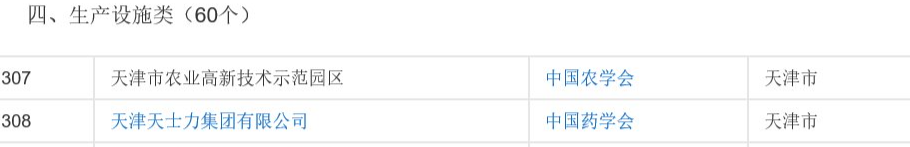 四、生产设施类（60个）
307 天津市农业高新技术示范园区 中国农学会 天津市
308 天津天士力集团有限公司 中国药学会 天津市